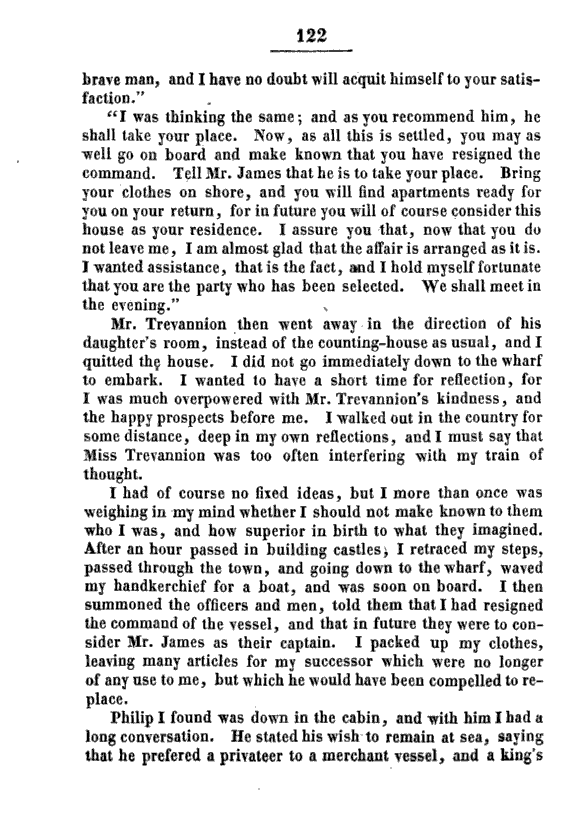 122
brave man, and I have no doubt will acquit himself to your satis-
faction."
"I was thinking the same; and as you recommend him, he
shall take your place. Now, as all this is settled, you may as
well go on board and make known that you have resigned the
command. Tell Mr. James that he is to take your place. Bring
your clothes on shore, and you will find apartments ready for
you on your return, for in future you will of course consider this
house as your residence. I assure you that, now that you do
not leave me, I am almost glad that the affair is arranged as it is.
I wanted assistance, that is the fact, and I hold myself fortunate
that you are the party who has been selected. We shall meet in
the evening."
Mr. Trevannion then went away in the direction of his
daughter's room, instead of the counting-house as usual, and I
quitted the house. I did not go immediately down to the wharf
to embark. I wanted to have a short time for reflection, for
I was much overpowered with Mr. Trevannion's kindness, and
the happy prospects before me. I walked out in the country for
some distance, deep in my own reflections, and I must say that
Miss Trevannion was too often interfering with my train of
thought.
I had of course no fixed ideas, but I more than once was
weighing in my mind whether I should not make known to them
who I was, and how superior in birth to what they imagined.
After an hour passed in building castles, I retraced my steps,
passed through the town, and going down to the wharf, waved
my handkerchief for a boat, and was soon on board. I then
summoned the officers and men, told them that I had resigned
the command of the vessel, and that in future they were to con-
sider Mr. James as their captain. I packed up my clothes,
leaving many articles for my successor which were no longer
of any use to me, but which he would have been compelled to re-
place.
Philip I found was down in the cabin, and with him I had a
long conversation. He stated his wish to remain at sea, saying
that he prefered a privateer to a merchant vessel, and a king's